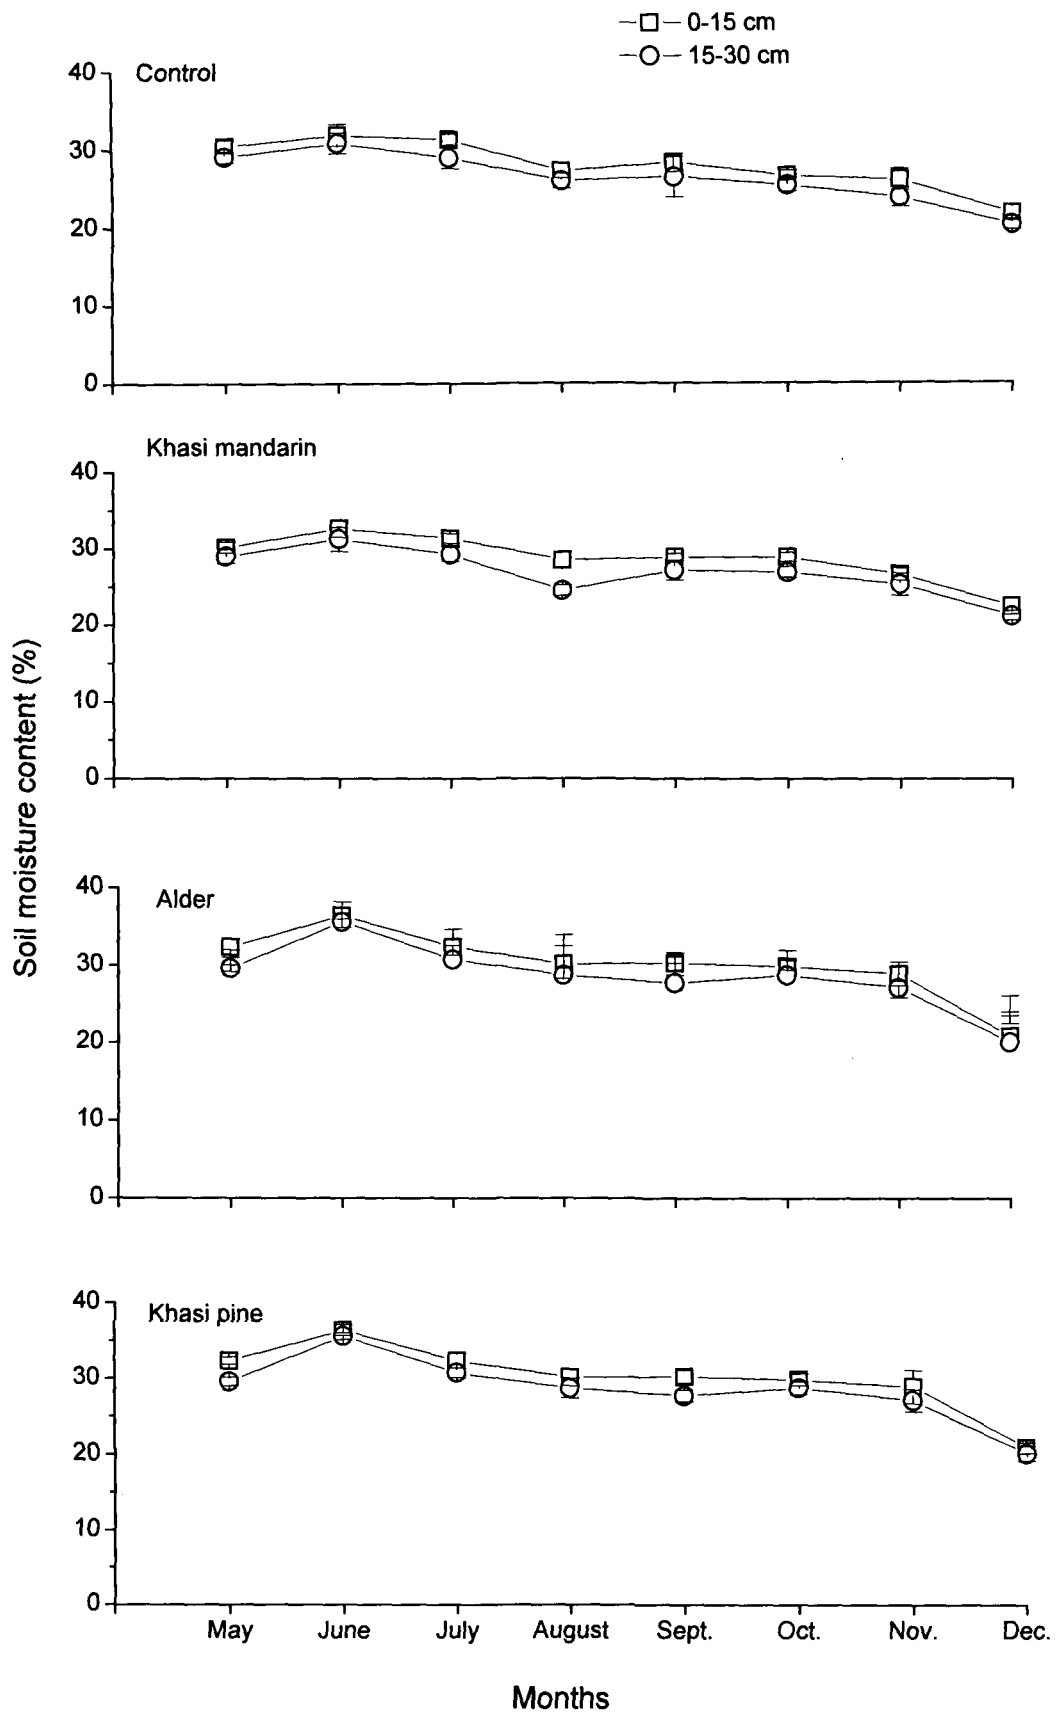 0-15 cm
15-30 cm
Control
40
30
20
10
0
Khasi mandarin
40
30
20
10
0
Soil moisture content (%)
Alder
40
30
20
10
0
Khasi pine
40
30
20
10
0
May June July August Sept. Oct. Nov. Dec.
Months